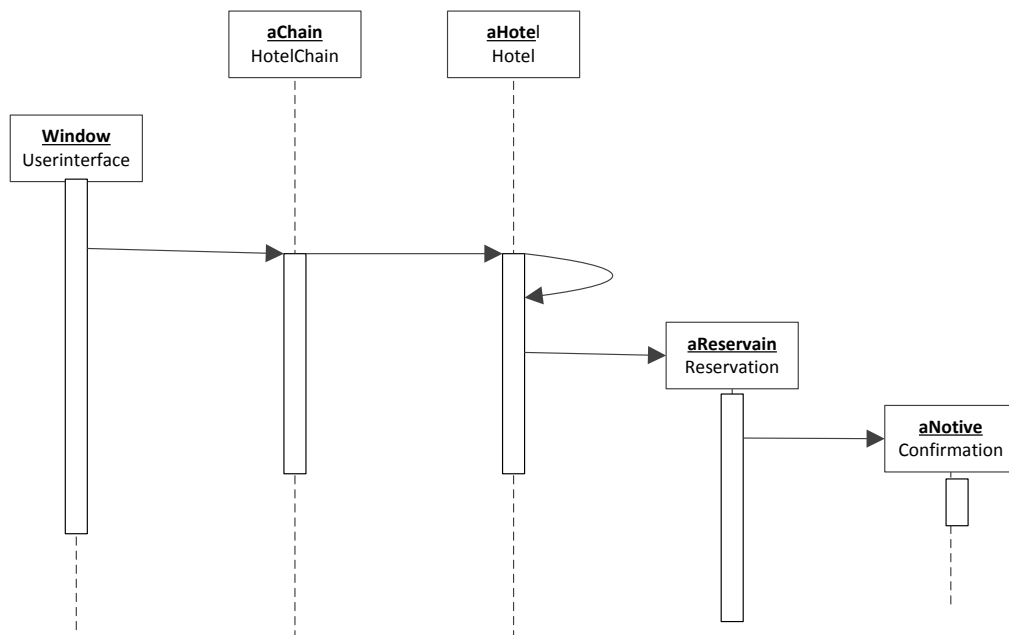 aChain
HotelChain
aHotel
Hotel
Window
Userinterface
aReservain
Reservation
aNotive
Confirmation